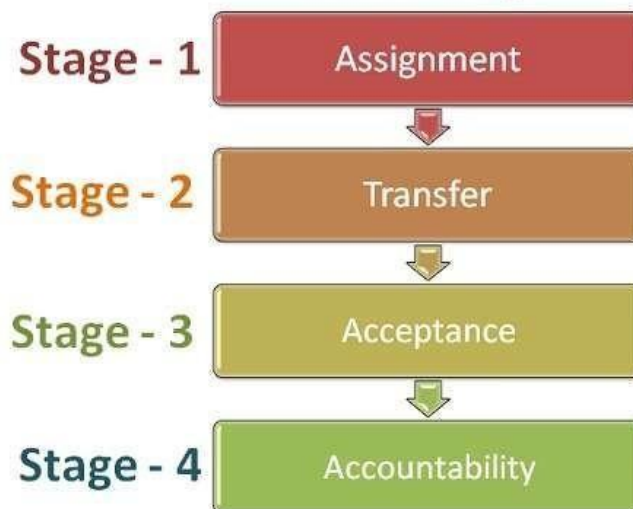 Stage - 1 Assignment
Stage - 2 Transfer
Stage - 3 Acceptance
Stage - 4 Accountability